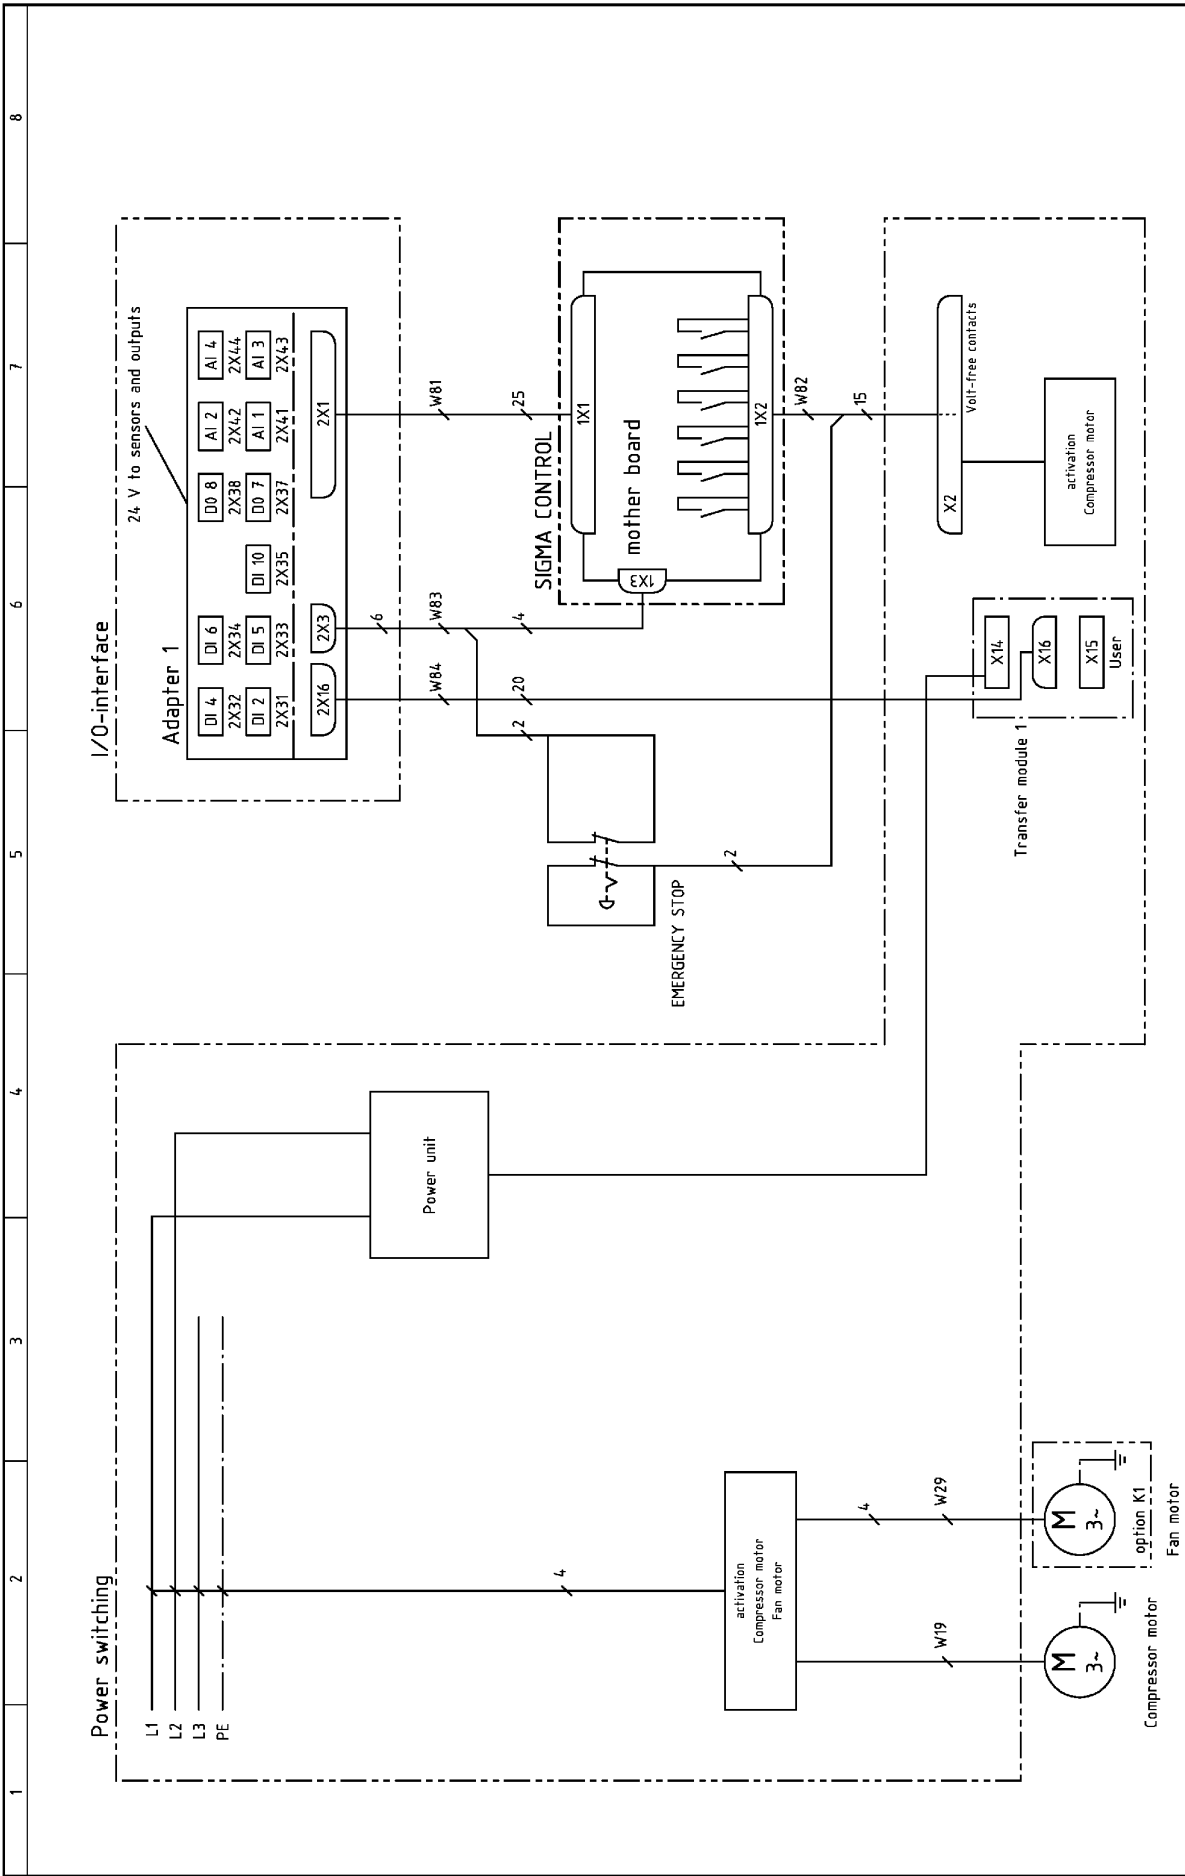 1
2
3
4
5
6
7
8
Power switching
L1
L2
L3
PE
4
activation
Compressor motor
Fan motor
W19
4
W29
M
3~
Compressor motor
M
3~
option K1
Fan motor
Power unit
I/O-interface
24 V to sensors and outputs
Adapter 1
DI 4
DI 6
DO 8
AI 2
AI 4
2X32
2X34
2X38
2X42
2X44
DI 2
DI 5
DI 10
DO 7
AI 1
AI 3
2X31
2X33
2X35
2X37
2X41
2X43
2X16
2X3
2X1
6
W84
W83
W81
20
2
4
25
EMERGENCY STOP
2
SIGMA CONTROL
1X1
mother board
1X3
1X2
W82
15
X2
Volt-free contacts
activation
Compressor motor
Transfer module 1
X14
X16
X15
User